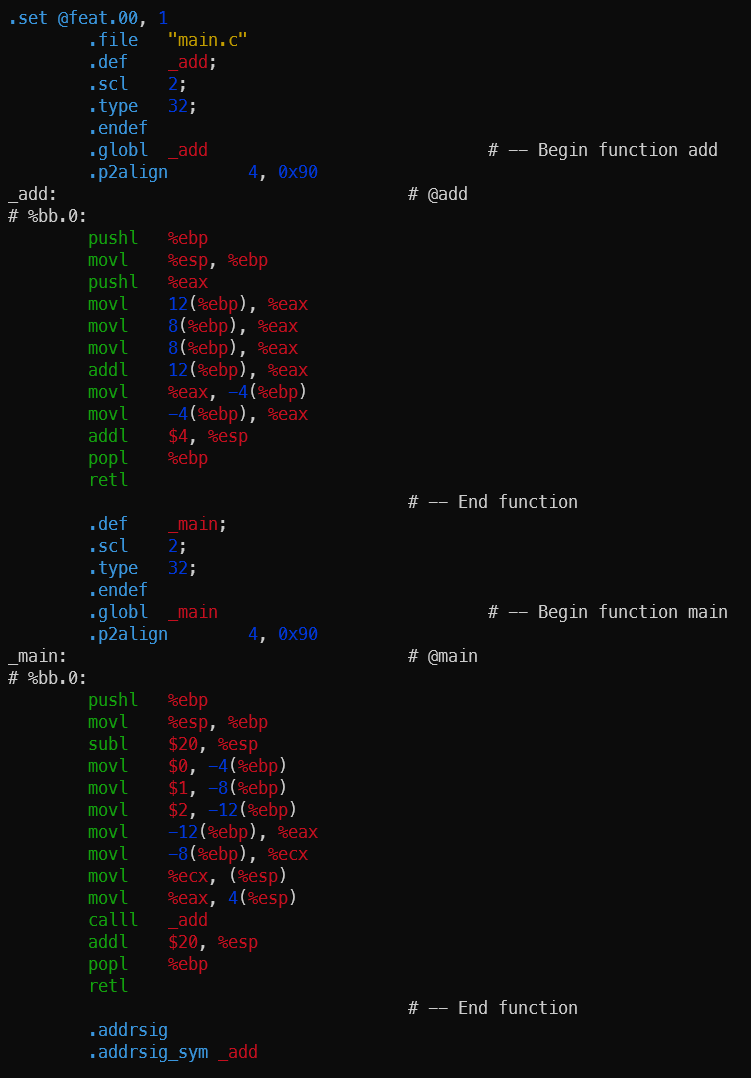 .set @feat.00, 1
        .file   "main.c"
        .def    _add;
        .scl    2;
        .type   32;
        .endef
        .globl  _add                            # -- Begin function add
        .p2align        4, 0x90
_add:                                   # @add
# %bb.0:
        pushl   %ebp
        movl    %esp, %ebp
        pushl   %eax
        movl    12(%ebp), %eax
        movl    8(%ebp), %eax
        movl    8(%ebp), %eax
        addl    12(%ebp), %eax
        movl    %eax, -4(%ebp)
        movl    -4(%ebp), %eax
        addl    $4, %esp
        popl    %ebp
        retl
                                        # -- End function
        .def    _main;
        .scl    2;
        .type   32;
        .endef
        .globl  _main                           # -- Begin function main
        .p2align        4, 0x90
_main:                                  # @main
# %bb.0:
        pushl   %ebp
        movl    %esp, %ebp
        subl    $20, %esp
        movl    $0, -4(%ebp)
        movl    $1, -8(%ebp)
        movl    $2, -12(%ebp)
        movl    -12(%ebp), %eax
        movl    -8(%ebp), %ecx
        movl    %ecx, (%esp)
        movl    %eax, 4(%esp)
        calll   _add
        addl    $20, %esp
        popl    %ebp
        retl
                                        # -- End function
        .addrsig
        .addrsig_sym _add